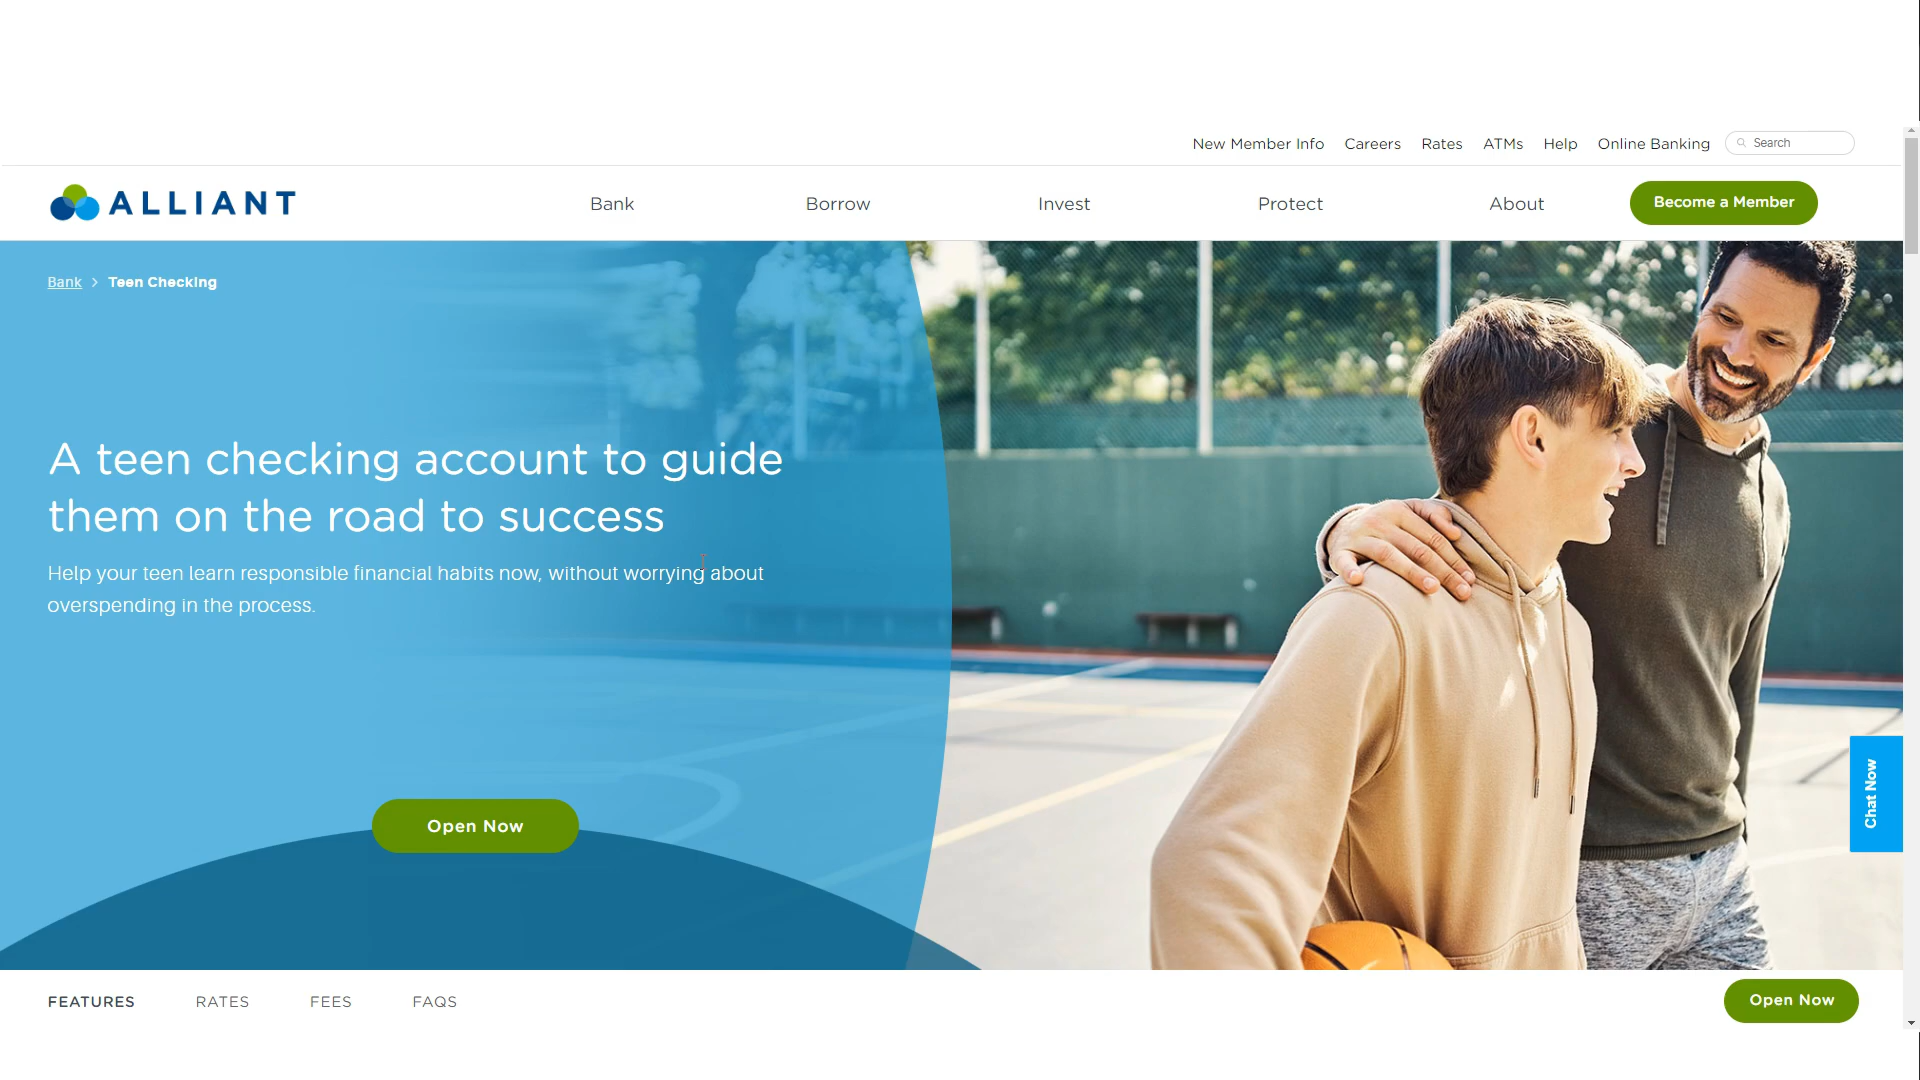 New Member Info Careers Rates ATMs Help Online Banking Search
ALLIANT Bank Borrow Invest Protect About Become a Member
Bank > Teen Checking
A teen checking account to guide
them on the road to success
Help your teen learn responsible financial habits now, without worrying about
overspending in the process.
Chat Now
Open Now
FEATURES RATES FEES FAQS Open Now